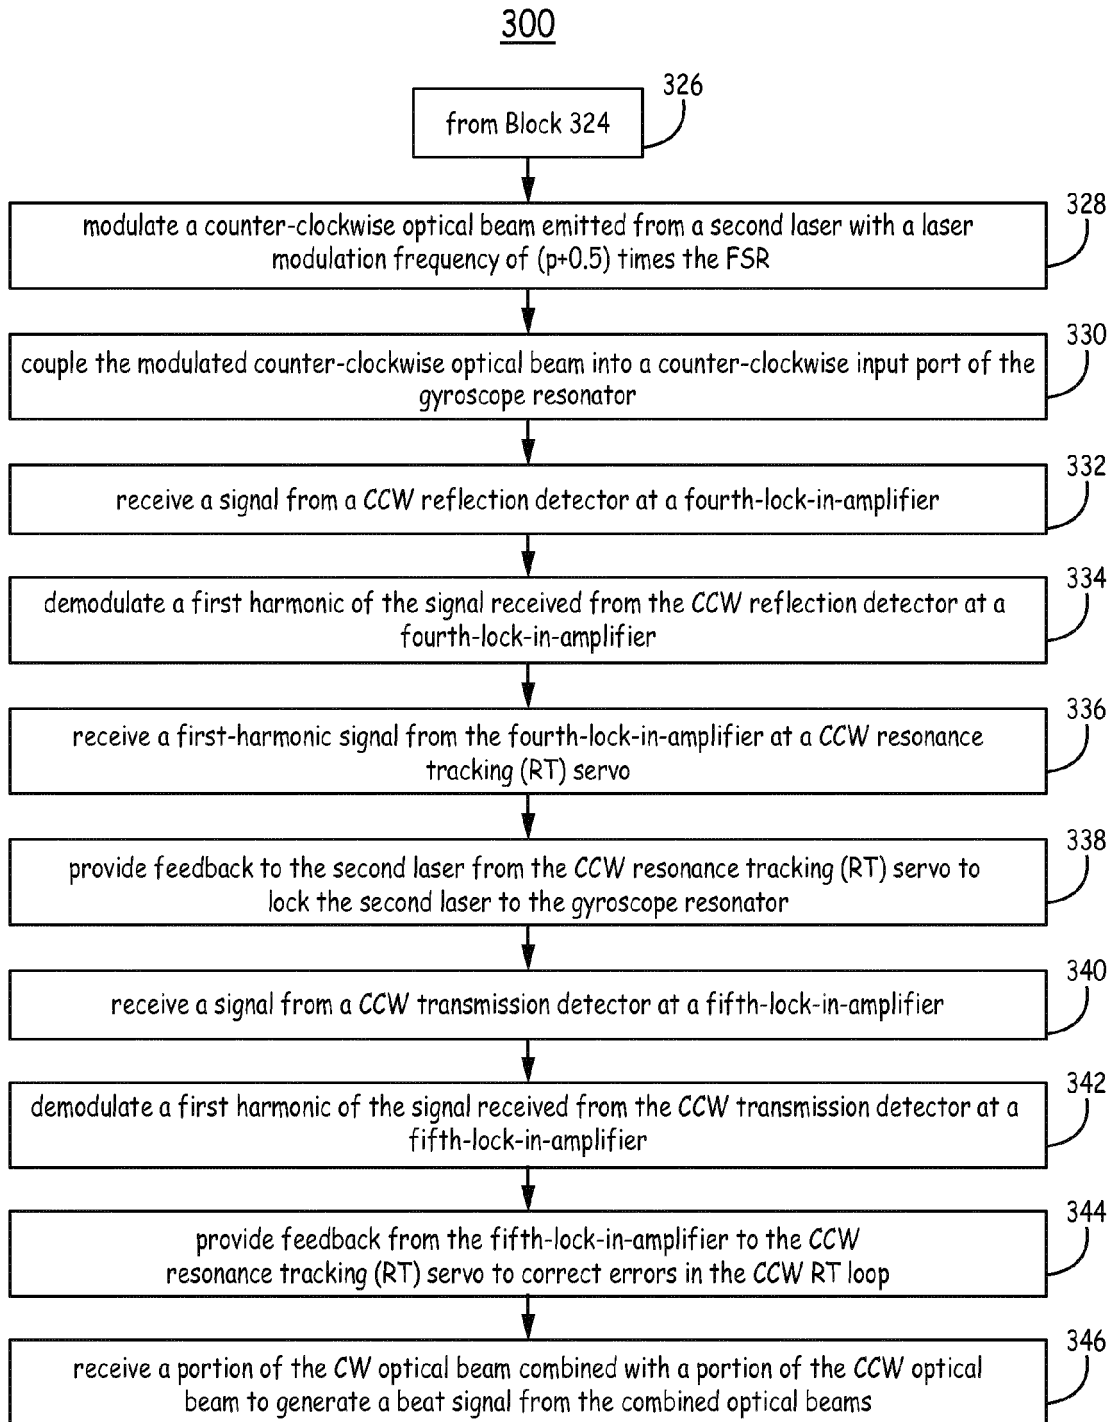 300
326
from Block 324
328
modulate a counter-clockwise optical beam emitted from a second laser with a laser
modulation frequency of (p+0.5) times the FSR
330
couple the modulated counter-clockwise optical beam into a counter-clockwise input port of the
gyroscope resonator
332
receive a signal from a CCW reflection detector at a fourth-lock-in-amplifier
334
demodulate a first harmonic of the signal received from the CCW reflection detector at a
fourth-lock-in-amplifier
336
receive a first-harmonic signal from the fourth-lock-in-amplifier at a CCW resonance
tracking (RT) servo
338
provide feedback to the second laser from the CCW resonance tracking (RT) servo to
lock the second laser to the gyroscope resonator
340
receive a signal from a CCW transmission detector at a fifth-lock-in-amplifier
342
demodulate a first harmonic of the signal received from the CCW transmission detector at a
fifth-lock-in-amplifier
344
provide feedback from the fifth-lock-in-amplifier to the CCW
resonance tracking (RT) servo to correct errors in the CCW RT loop
346
receive a portion of the CW optical beam combined with a portion of the CCW optical
beam to generate a beat signal from the combined optical beams